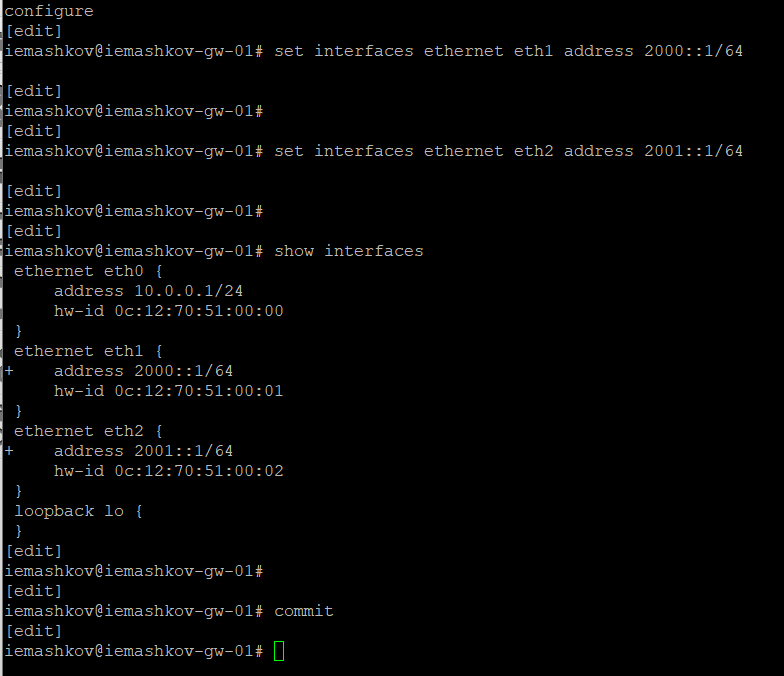 configure
[edit]
iemashkov@iemashkov-gw-01# set interfaces ethernet eth1 address 2000::1/64
[edit]
iemashkov@iemashkov-gw-01#
[edit]
iemashkov@iemashkov-gw-01# set interfaces ethernet eth2 address 2001::1/64
[edit]
iemashkov@iemashkov-gw-01#
[edit]
iemashkov@iemashkov-gw-01# show interfaces
 ethernet eth0 {
     address 10.0.0.1/24
     hw-id 0c:12:70:51:00:00
 }
 ethernet eth1 {
+    address 2000::1/64
     hw-id 0c:12:70:51:00:01
 }
 ethernet eth2 {
+    address 2001::1/64
     hw-id 0c:12:70:51:00:02
 }
 loopback lo {
 }
[edit]
iemashkov@iemashkov-gw-01#
[edit]
iemashkov@iemashkov-gw-01# commit
[edit]
iemashkov@iemashkov-gw-01#